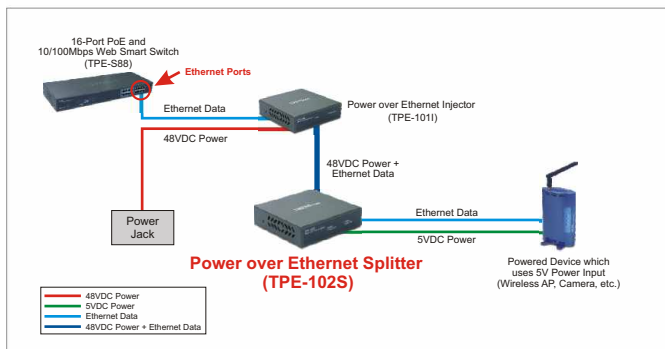 16-Port PoE and
10/100Mbps Web Smart Switch
(TPE-S88)
Ethernet Ports
Ethernet Data
48VDC Power
Power over Ethernet Injector
(TPE-101I)
48VDC Power +
Ethernet Data
Power
Jack
Ethernet Data
5VDC Power
Power over Ethernet Splitter
(TPE-102S)
Powered Device which
uses 5V Power Input
(Wireless AP, Camera, etc.)
48VDC Power
5VDC Power
Ethernet Data
48VDC Power + Ethernet Data